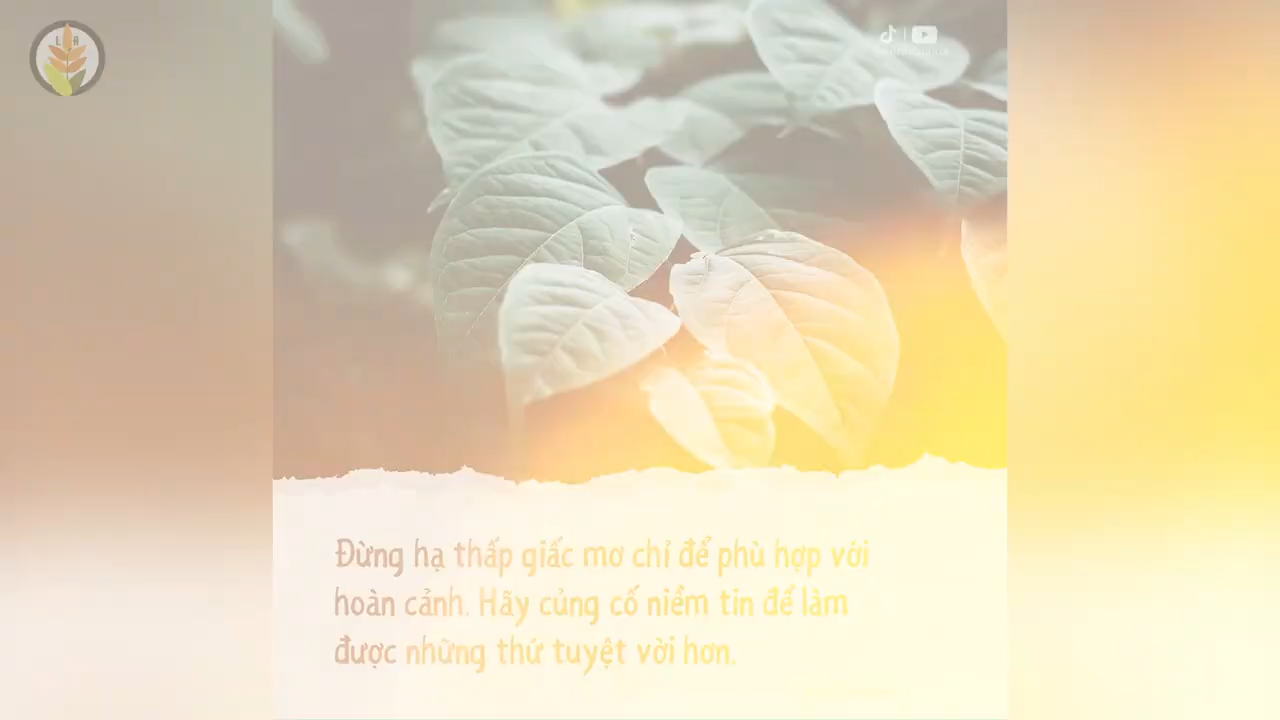 L A
Đừng hạ thấp giấc mơ chỉ để phù hợp với
hoàn cảnh. Hãy củng cố niềm tin để làm
được những thứ tuyệt vời hơn.